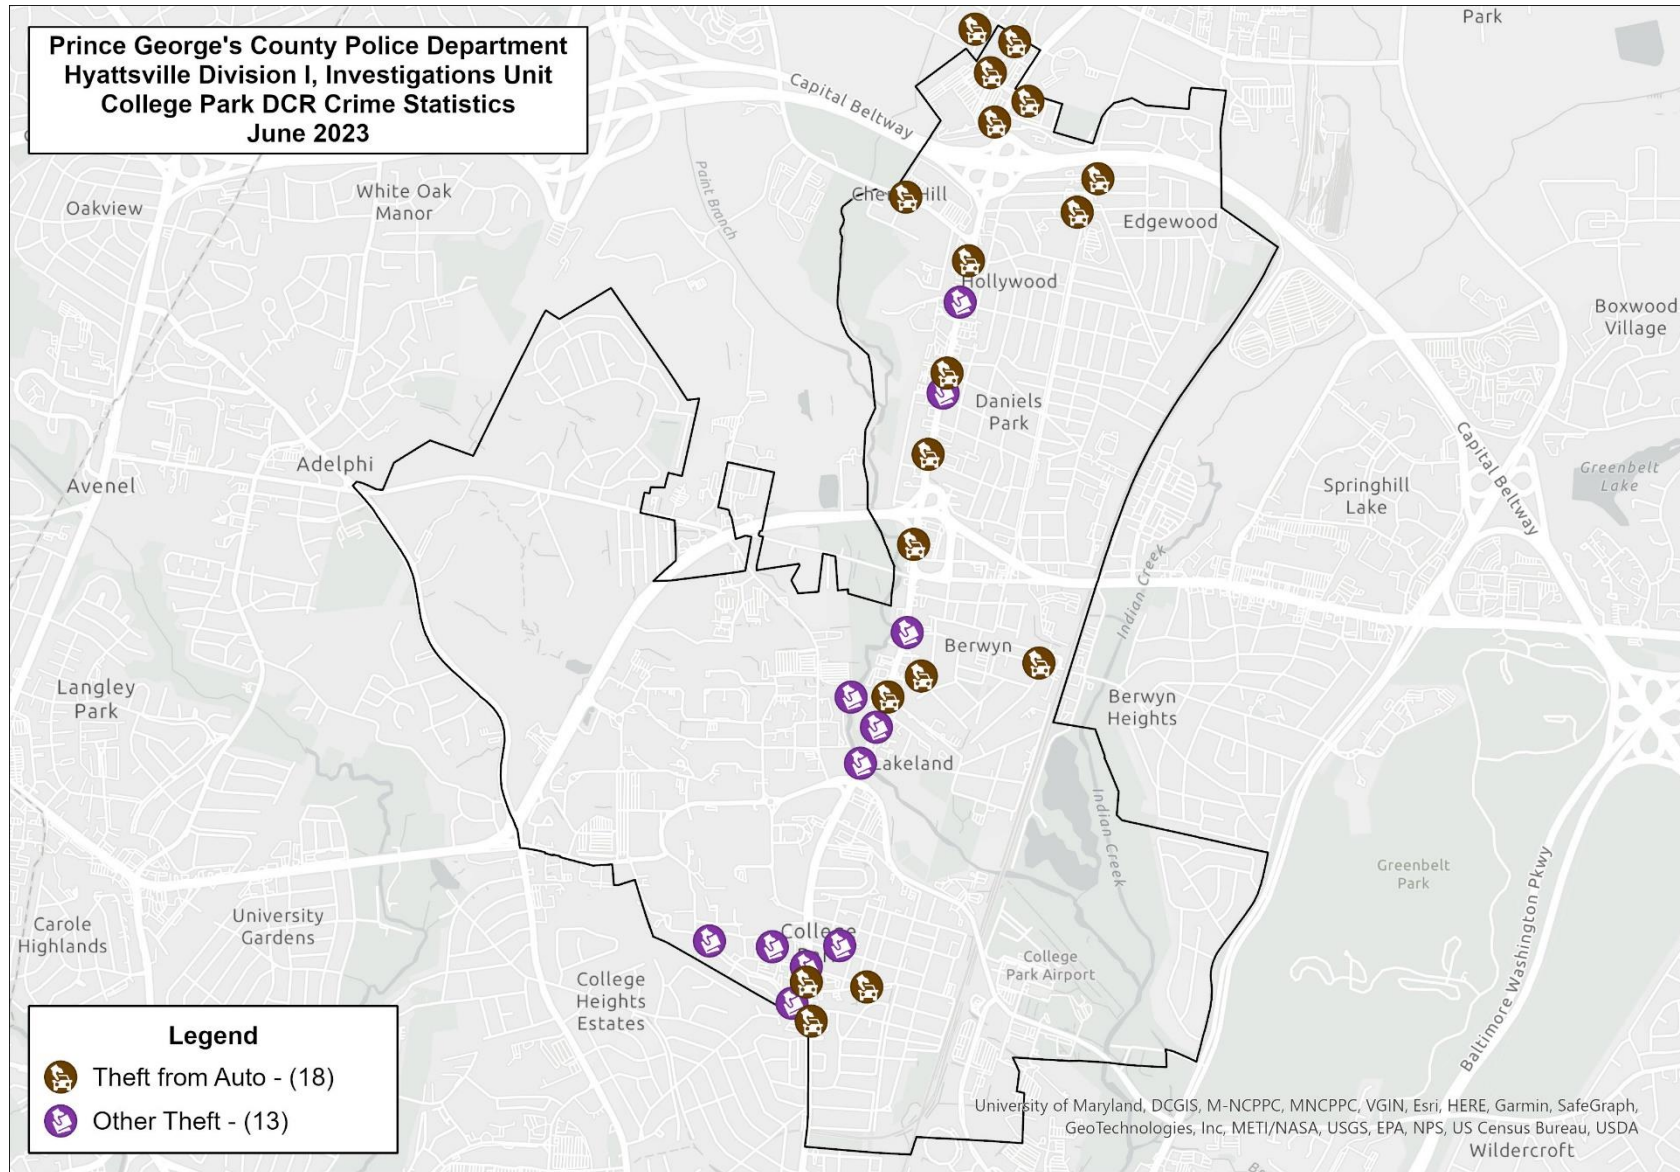 Prince George's County Police Department
Hyattsville Division I, Investigations Unit
College Park DCR Crime Statistics
June 2023
Park
Capital Beltway
Paint Branch
White Oak
Manor
Oakview
Hill
Edgewood
Hollywood
Boxwood
Village
Daniels
Park
Adelphi
Avenel
Capital Beltway
Springhill
Lake
Greenbelt
Lake
Indian Creek
Berwyn
Langley
Park
Berwyn
Heights
Lakeland
Indian Creek
Greenbelt
Park
Baltimore Washington Pkwy
Carole
Highlands
University
Gardens
College
College
Park Airport
College
Heights
Estates
Legend
Theft from Auto - (18)
Other Theft - (13)
University of Maryland, DCGIS, M-NCPPC, MNCPPC, VGIN, Esri, HERE, Garmin, SafeGraph,
GeoTechnologies, Inc, METI/NASA, USGS, EPA, NPS, US Census Bureau, USDA
Wildercroft